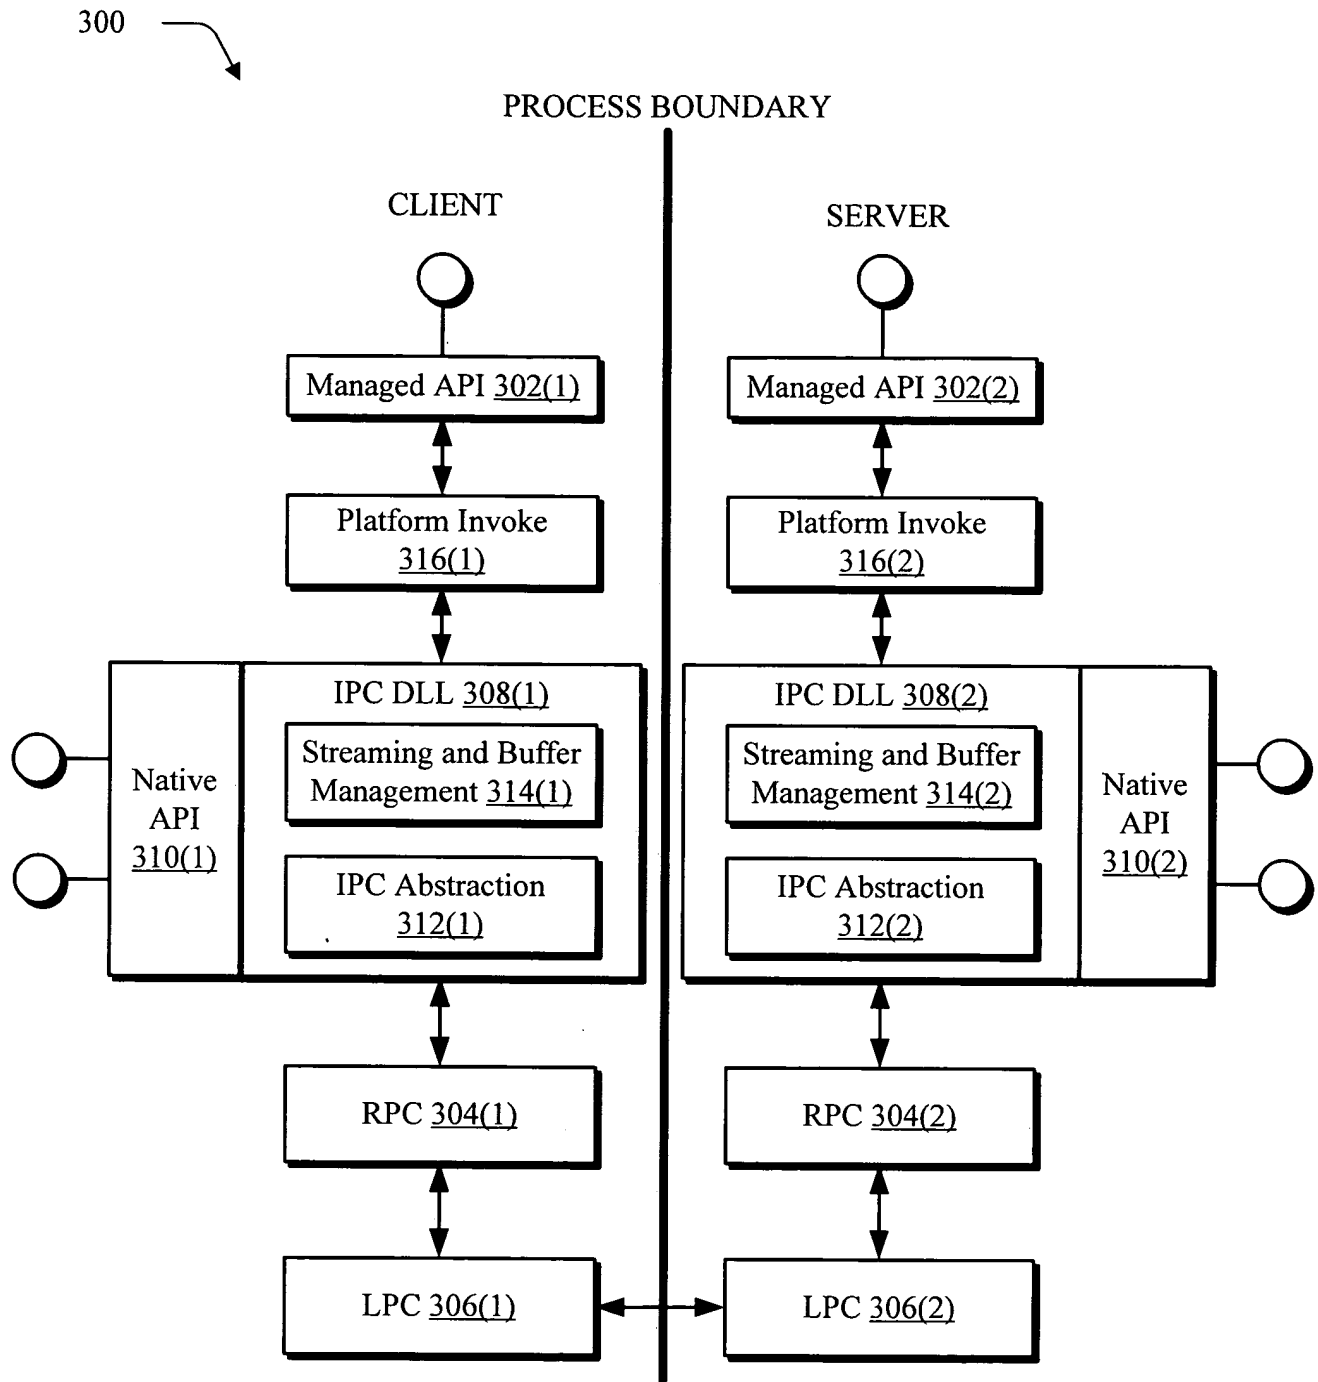 300
PROCESS BOUNDARY
CLIENT
SERVER
Managed API 302(1)
Managed API 302(2)
Platform Invoke
316(1)
Platform Invoke
316(2)
IPC DLL 308(1)
Streaming and Buffer
Management 314(1)
Native
API
310(1)
IPC Abstraction
312(1)
IPC DLL 308(2)
Streaming and Buffer
Management 314(2)
Native
API
310(2)
IPC Abstraction
312(2)
RPC 304(1)
RPC 304(2)
LPC 306(1)
LPC 306(2)